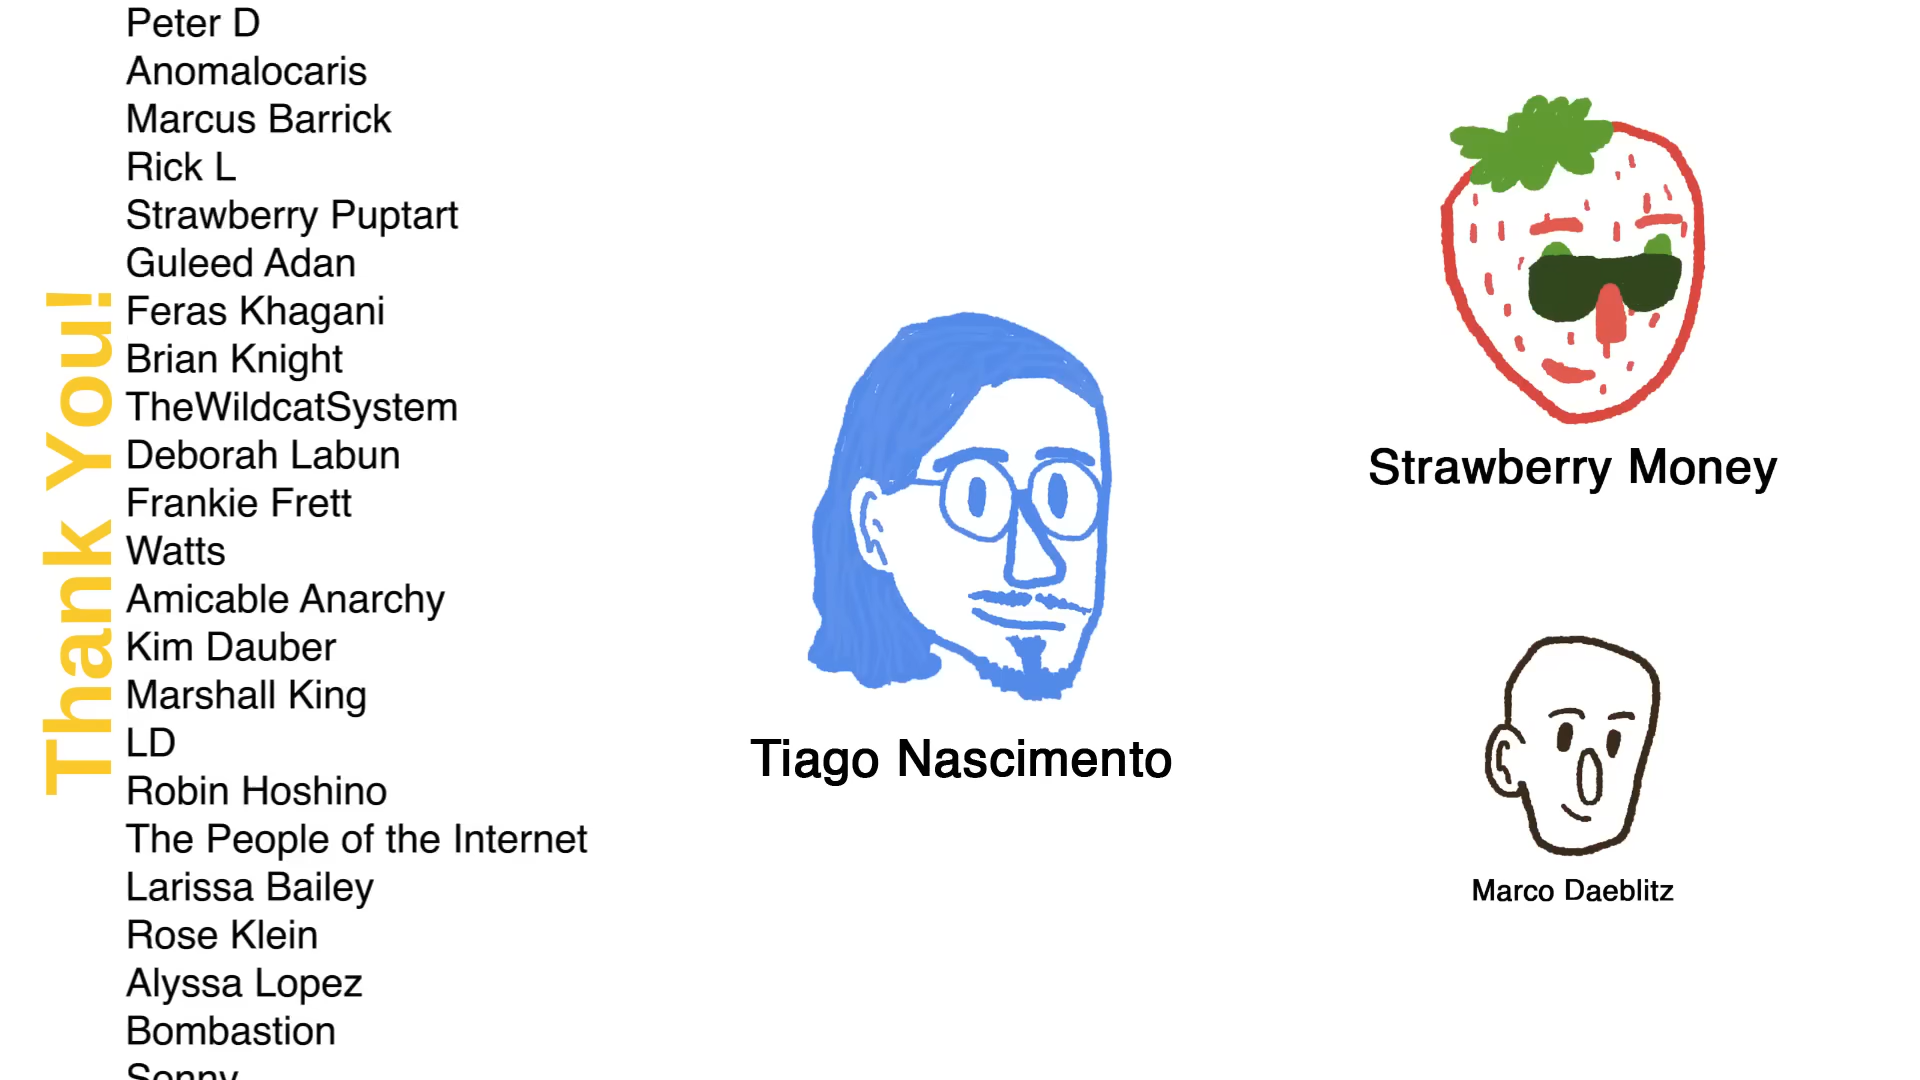 Thank You!
Peter D
Anomalocaris
Marcus Barrick
Rick L
Strawberry Puptart
Guleed Adan
Feras Khagani
Brian Knight
TheWildcatSystem
Deborah Labun
Frankie Frett
Watts
Amicable Anarchy
Kim Dauber
Marshall King
LD
Robin Hoshino
The People of the Internet
Larissa Bailey
Rose Klein
Alyssa Lopez
Bombastion
Tiago Nascimento
Strawberry Money
Marco Daeblitz